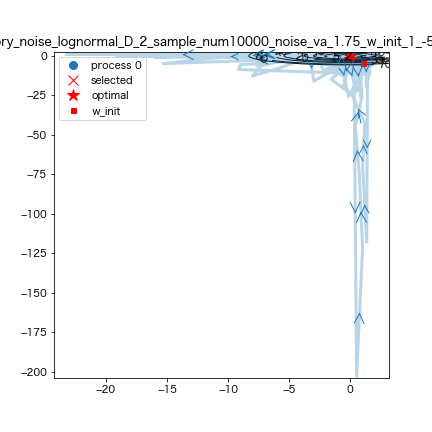 ory_noise_lognormal_D_2_sample_num10000_noise_va_1.75_w_init_1_-5
process 0
selected
optimal
w_init
0
−25
−50
−75
−100
−125
−150
−175
−200
−20 −15 −10 −5 0